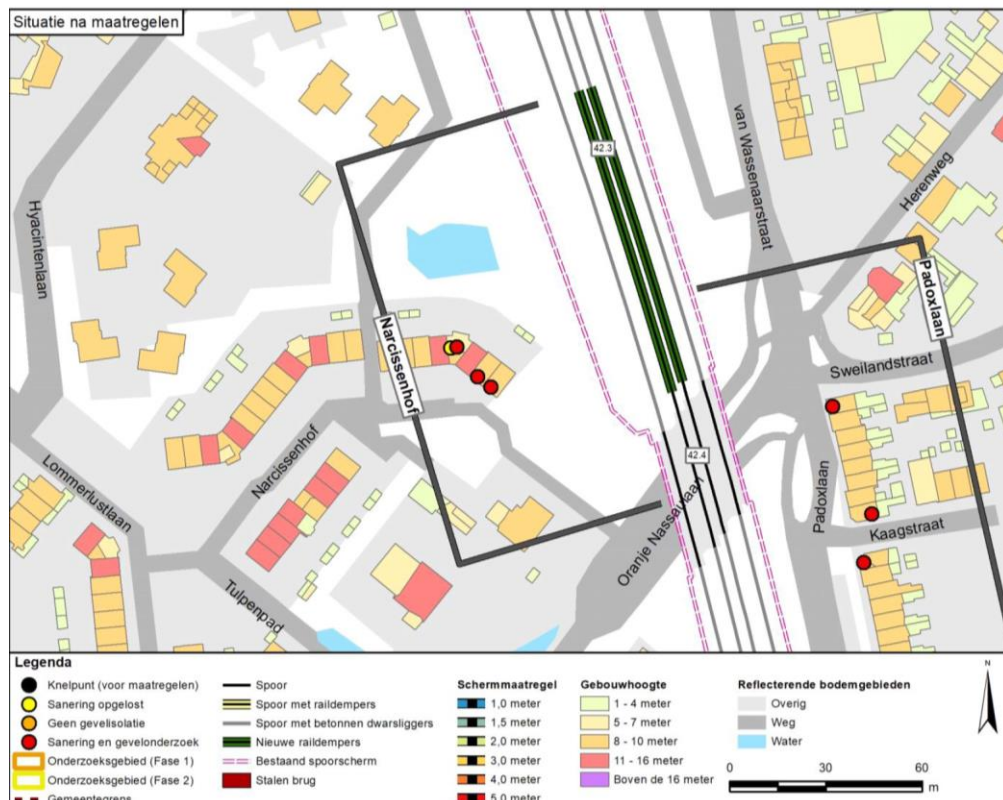 Situatie na maatregelen
42.3
van Wassenaarstraat
Herenweg
Hyacintenlaan
Narcissenhof
Padoxlaan
Sweilandstraat
42.4
Lommerlustlaan
Narcissenhof
Padoxlaan
Kaagstraat
Oranje Nassaulaan
Tulpenpad
Legenda
Knelpunt (voor maatregelen)
Sanering opgelost
Geen gevelisolatie
Sanering en gevelonderzoek
Onderzoeksgebied (Fase 1)
Onderzoeksgebied (Fase 2)
Gemeentegrens
Spoor
Spoor met raildempers
Spoor met betonnen dwarsliggers
Nieuwe raildempers
Bestaand spoorscherm
Stalen brug
Schermmaatregel
1,0 meter
1,5 meter
2,0 meter
3,0 meter
4,0 meter
5,0 meter
Gebouwhoogte
1 - 4 meter
5 - 7 meter
8 - 10 meter
11 - 16 meter
Boven de 16 meter
Reflecterende bodemgebieden
Overig
Weg
Water
N
0 30 60
m